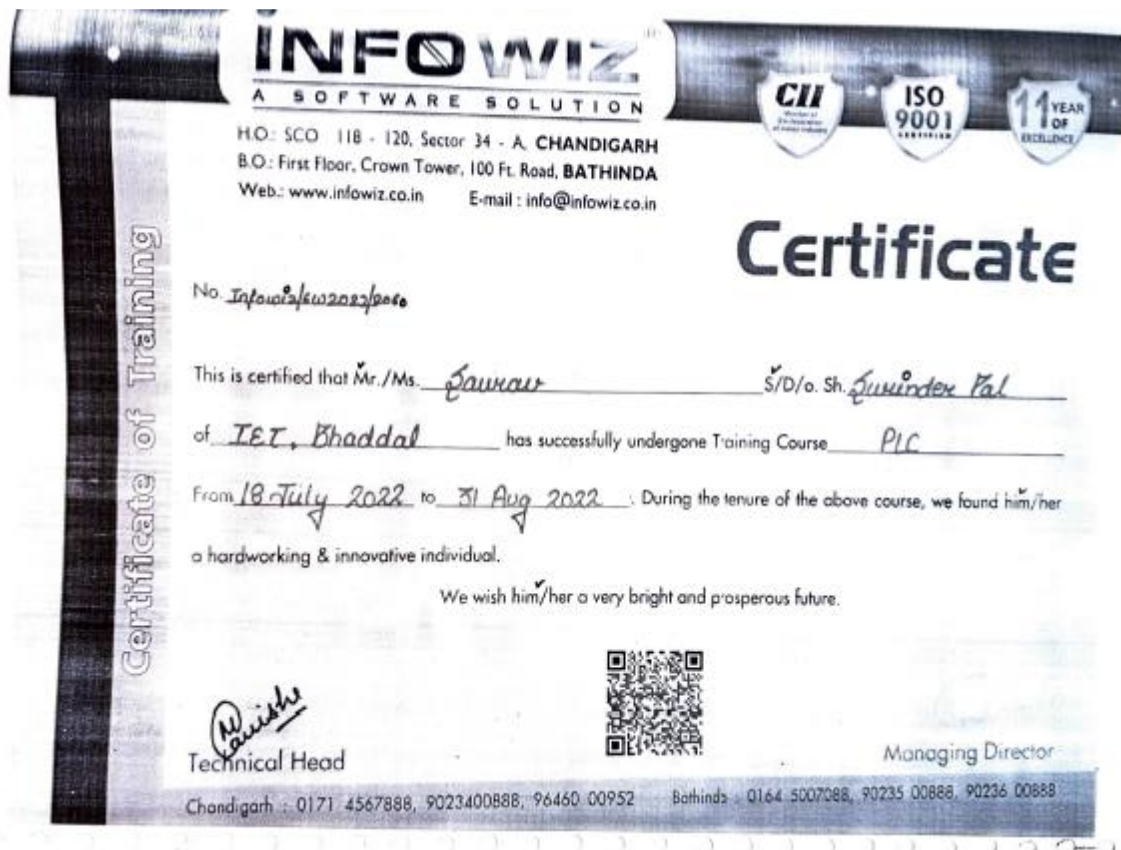 INFOWIZ
A SOFTWARE SOLUTION
H.O.: SCO 118 - 120, Sector 34 - A, CHANDIGARH
B.O.: First Floor, Crown Tower, 100 Ft. Road, BATHINDA
Web.: www.infowiz.co.in E-mail : info@infowiz.co.in
CII
ISO 9001 CERTIFIED
11 YEAR OF EXCELLENCE
Certificate
Certificate of Training
No.
This is certified that Mr./Ms. Saurav S/D/o. Sh. Surinder Pal
of IET, Bhaddal has successfully undergone Training Course PLC
From 18 July 2022 to 31 Aug 2022 . During the tenure of the above course, we found him/her
a hardworking & innovative individual.
We wish him/her a very bright and prosperous future.
Technical Head
Managing Director
Chandigarh : 0171 4567888, 9023400888, 96460 00952 Bathinda : 0164 5007088, 90235 00888, 90236 00888